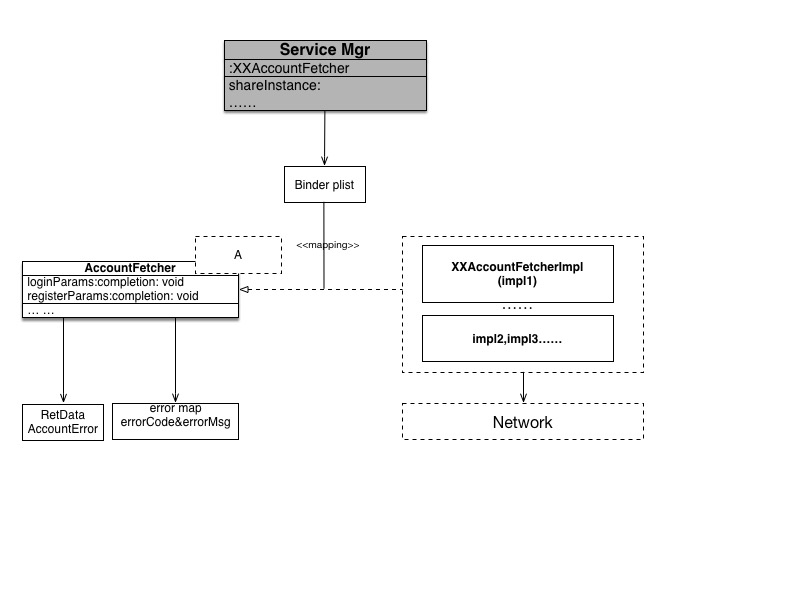 Service Mgr
:XXAccountFetcher
shareInstance:
......
Binder plist
<<mapping>>
A
AccountFetcher
loginParams:completion: void
registerParams:completion: void
... ...
XXAccountFetcherImpl
(impl1)
......
impl2,impl3......
RetData
AccountError
error map
errorCode&errorMsg
Network